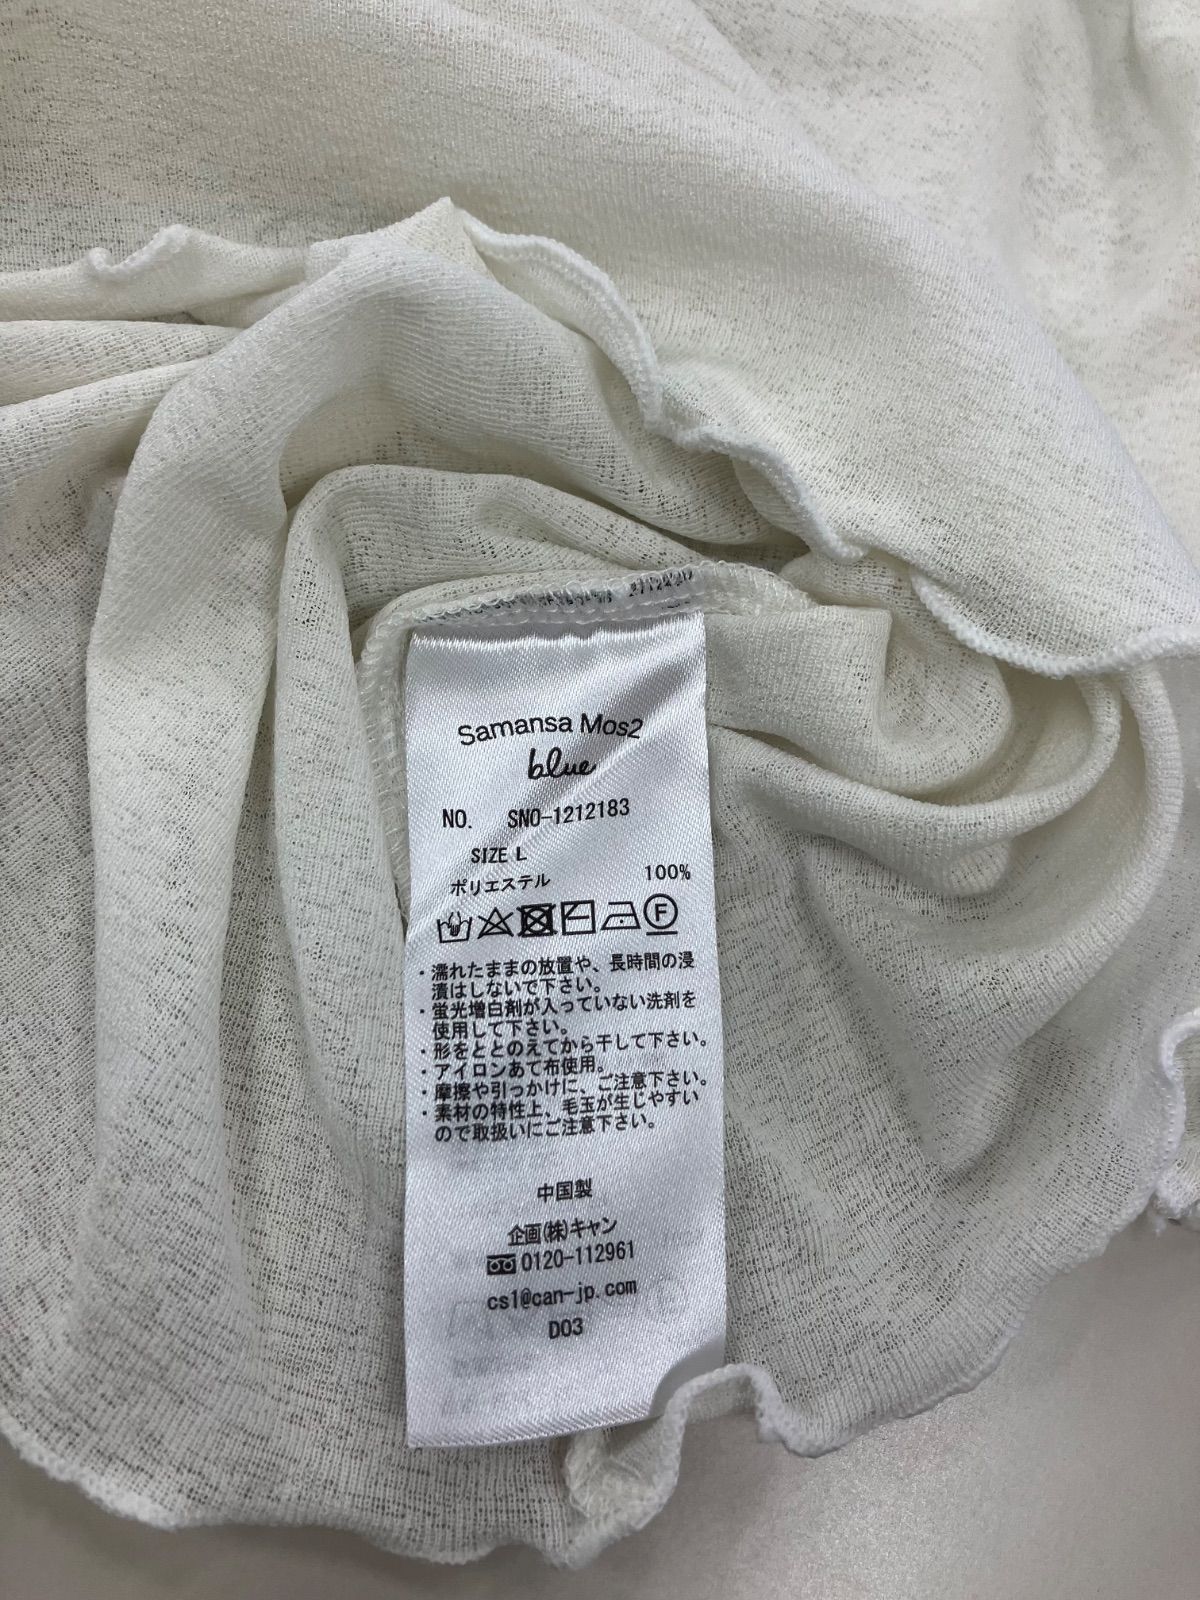 Samansa Mos2
blue
NO. SNO-1212183
SIZE L
ポリエステル 100%
F
・濡れたままの放置や、長時間の浸
漬はしないで下さい。
・蛍光増白剤が入っていない洗剤を
使用して下さい。
・形をととのえてから干して下さい。
・アイロンあて布使用。
・摩擦や引っかけに、ご注意下さい。
・素材の特性上、毛玉が生じやすい
ので取扱いにご注意下さい。
中国製
企画(株)キャン
0120-112961
cs1@can-jp.com
D03